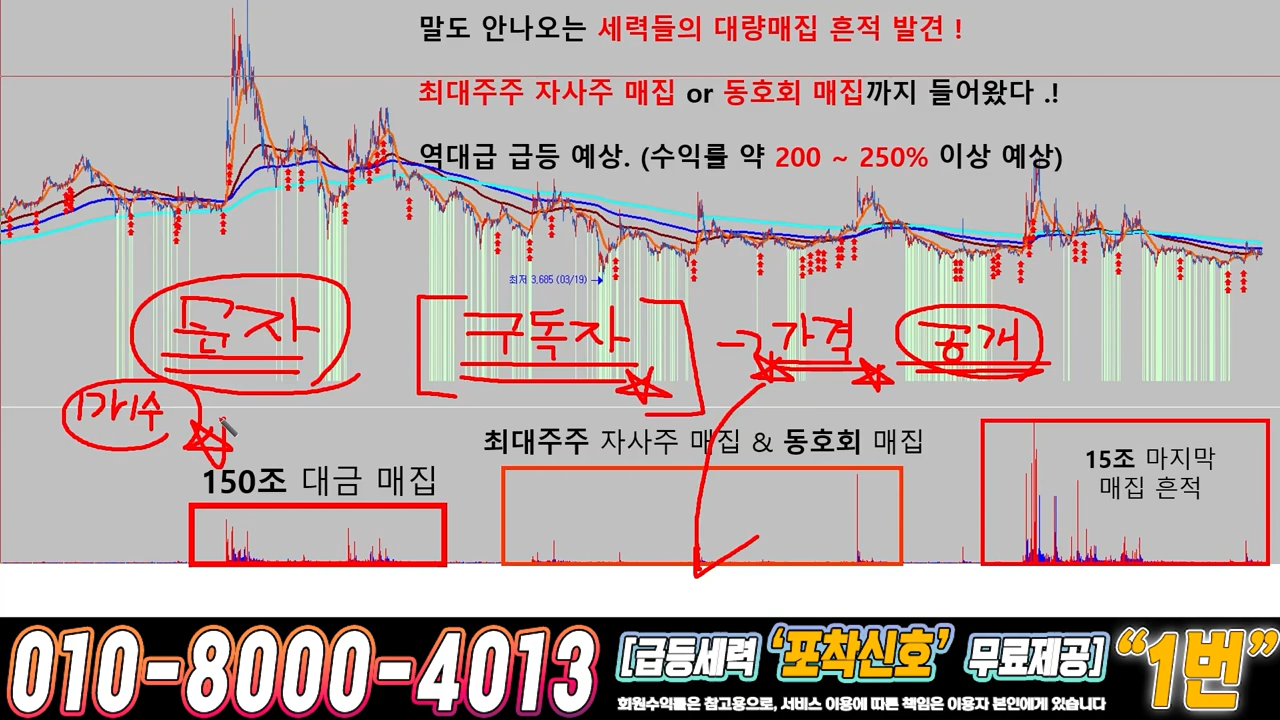 말도 안나오는 세력들의 대량매집 흔적 발견 !
최대주주 자사주 매집 or 동호회 매집까지 들어왔다 .!
역대급 급등 예상. (수익률 약 200 ~ 250% 이상 예상)
최저 3,685 (03/19)
문자
구독자
가격
공개
최대주주 자사주 매집 & 동호회 매집
150조 대금 매집
15조 마지막
매집 흔적
010-8000-4013
[급등세력 ‘포착신호’ 무료제공] “1번”
회원수익률은 참고용으로, 서비스 이용에 따른 책임은 이용자 본인에게 있습니다